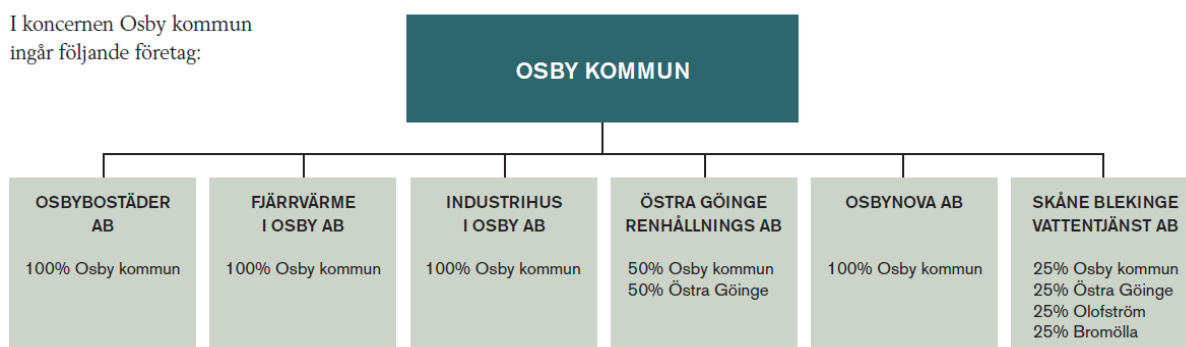 I koncernen Osby kommun
ingår följande företag:
OSBY KOMMUN
OSBYBOSTÄDER
AB
100% Osby kommun
FJÄRRVÄRME
I OSBY AB
100% Osby kommun
INDUSTRIHUS
I OSBY AB
100% Osby kommun
ÖSTRA GÖINGE
RENHÅLLNINGS AB
50% Osby kommun
50% Östra Göinge
OSBYNOVA AB
100% Osby kommun
SKÅNE BLEKINGE
VATTENTJÄNST AB
25% Osby kommun
25% Östra Göinge
25% Olofström
25% Bromölla